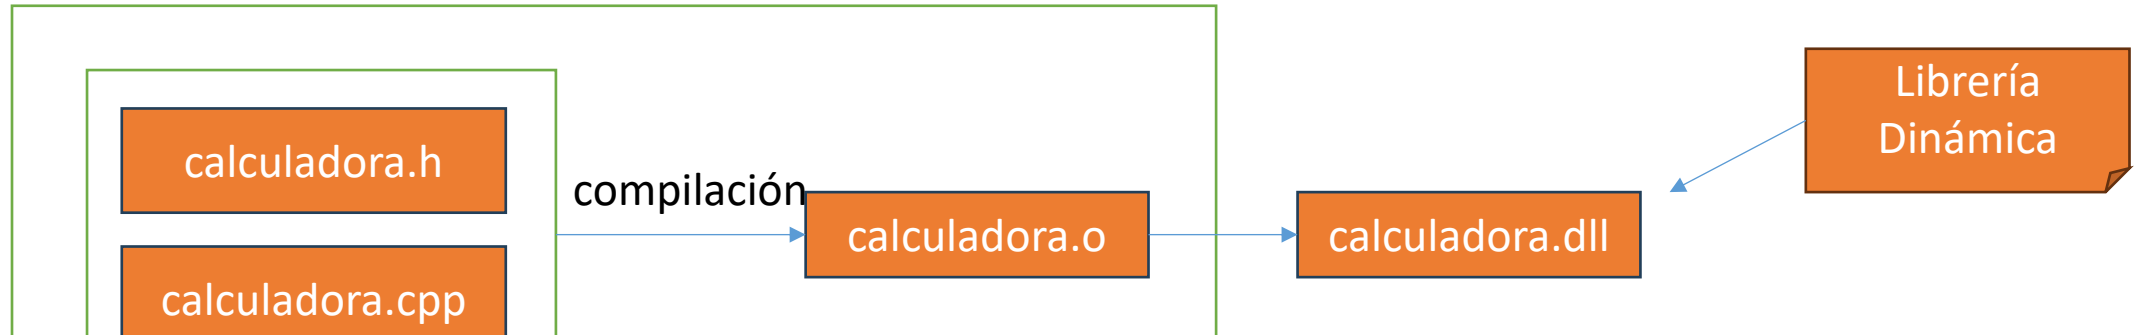 calculadora.h
calculadora.cpp
compilación
calculadora.o
calculadora.dll
Librería
Dinámica